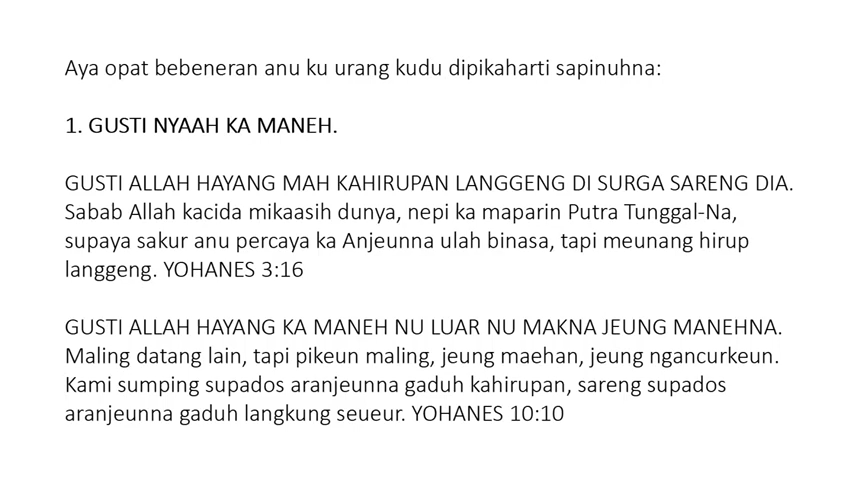 Aya opat bebeneran anu ku urang kudu dipikaharti sapinuhna:
1. GUSTI NYAAH KA MANEH.
GUSTI ALLAH HAYANG MAH KAHIRUPAN LANGGENG DI SURGA SARENG DIA.
Sabab Allah kacida mikaasih dunya, nepi ka maparin Putra Tunggal-Na,
supaya sakur anu percaya ka Anjeunna ulah binasa, tapi meunang hirup
langgeng. YOHANES 3:16
GUSTI ALLAH HAYANG KA MANEH NU LUAR NU MAKNA JEUNG MANEHNA.
Maling datang lain, tapi pikeun maling, jeung maehan, jeung ngancurkeun.
Kami sumping supados aranjeunna gaduh kahirupan, sareng supados
aranjeunna gaduh langkung seueur. YOHANES 10:10